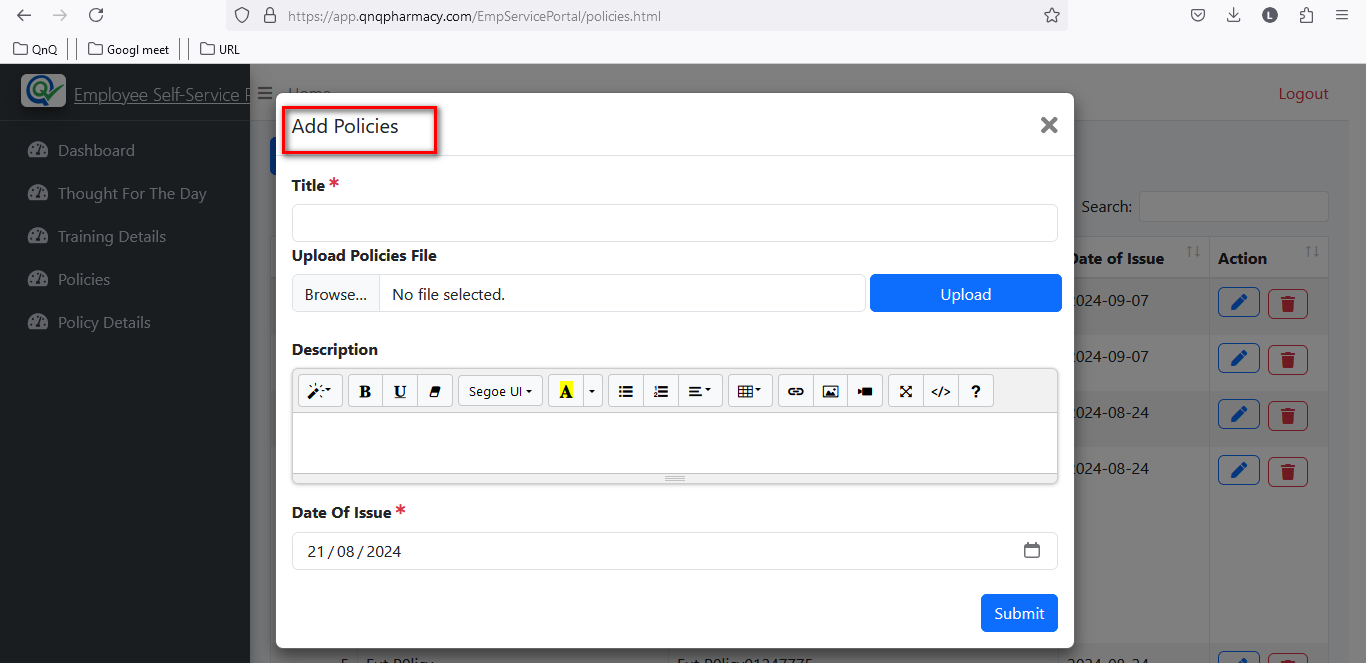 https://app.qnqpharmacy.com/EmpServicePortal/policies.html
L
QnQ
Googl meet
URL
Employee Self-Service
Home
Logout
Add Policies
Dashboard
Thought For The Day
Training Details
Policies
Policy Details
Title *
Upload Policies File
Browse... No file selected.
Upload
Description
B U Segoe UI A </> ?
Date Of Issue *
21 / 08 / 2024
Submit
Search:
Date of Issue Action
2024-09-07
2024-09-07
2024-08-24
2024-08-24